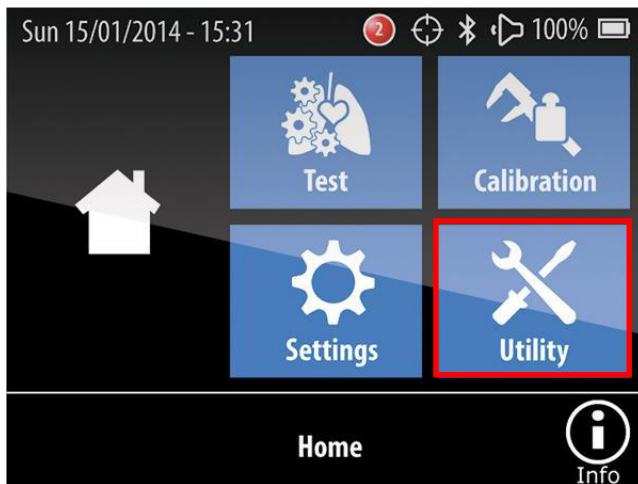 Sun 15/01/2014 - 15:31 2 100%
Test Calibration
Settings Utility
Home
Info